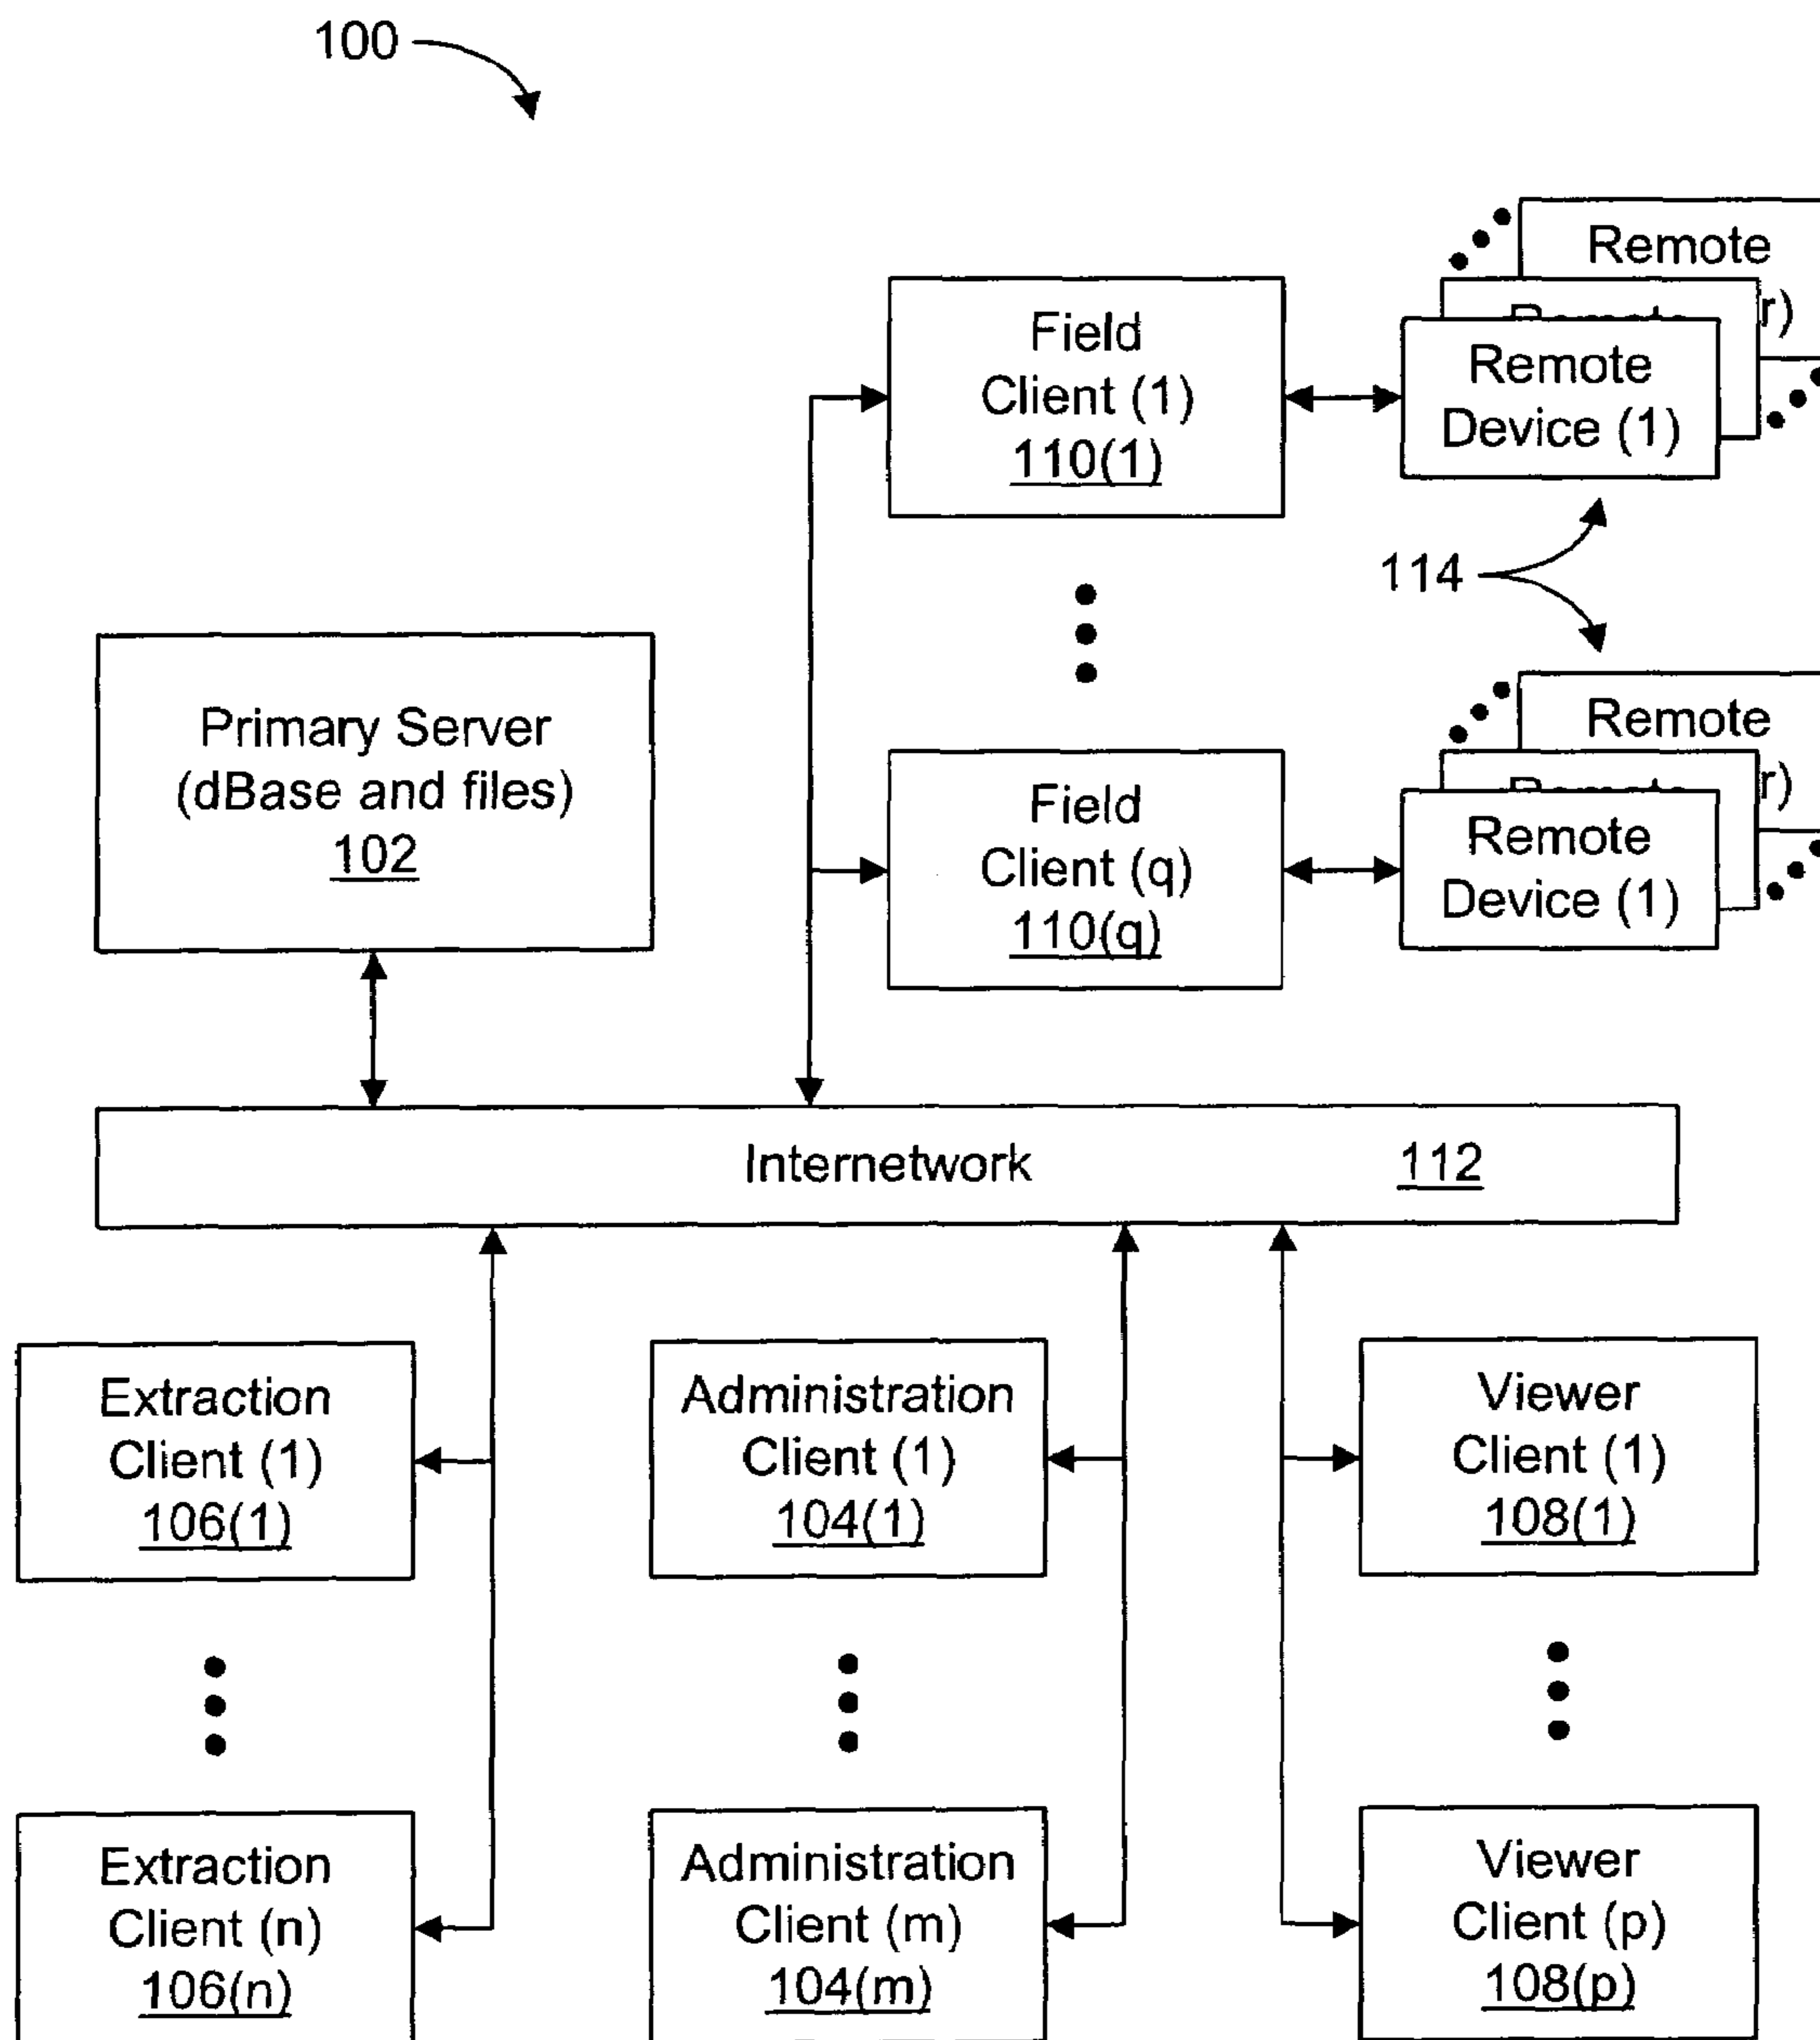 100
Remote
r)
Field
Client (1)
110(1)
Remote
Device (1)
114
Primary Server
(dBase and files)
102
Remote
r)
Field
Client (q)
110(q)
Remote
Device (1)
Internetwork 112
Extraction
Client (1)
106(1)
Administration
Client (1)
104(1)
Viewer
Client (1)
108(1)
Extraction
Client (n)
106(n)
Administration
Client (m)
104(m)
Viewer
Client (p)
108(p)